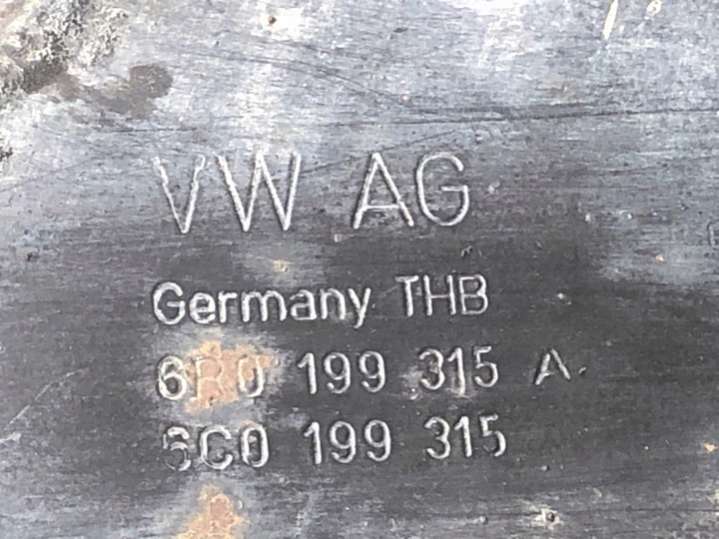 VW AG
Germany THB
6R0 199 315 A
6C0 199 315